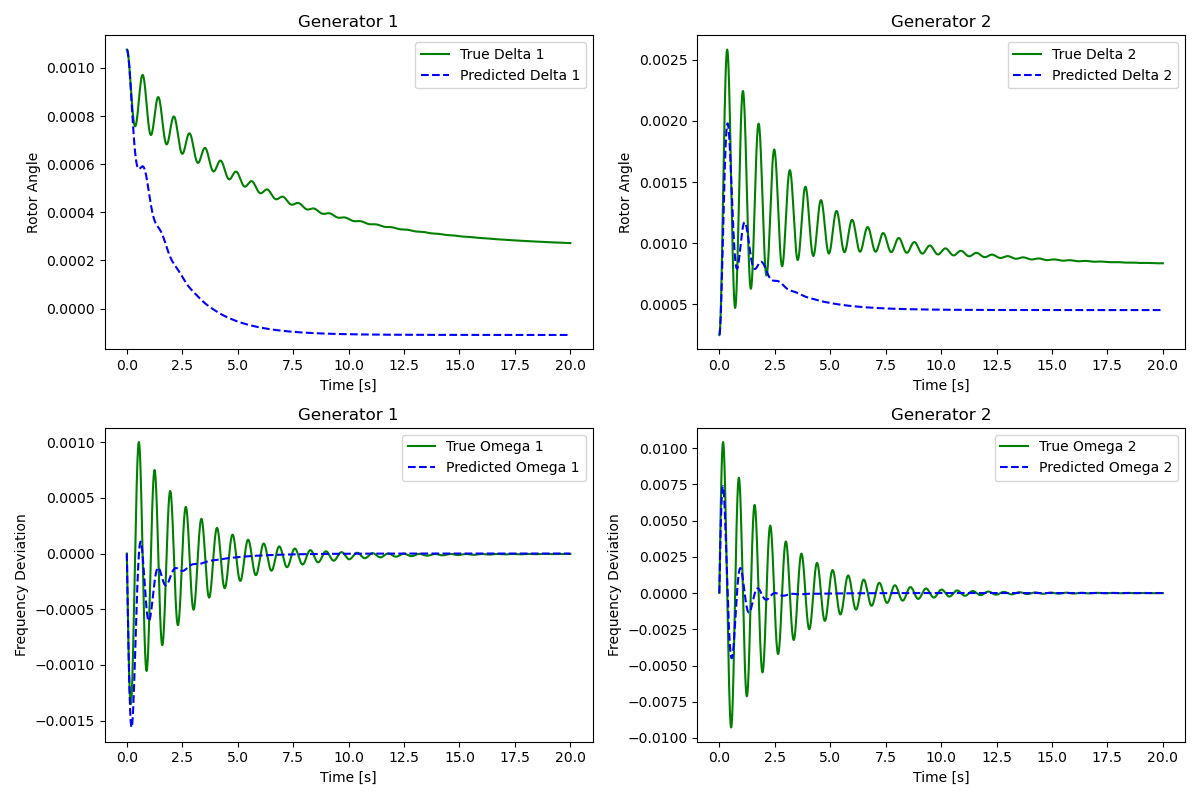 Generator 1
True Delta 1
Predicted Delta 1
0.0010
0.0008
0.0006
0.0004
0.0002
0.0000
Rotor Angle
0.0 2.5 5.0 7.5 10.0 12.5 15.0 17.5 20.0
Time [s]
Generator 2
True Delta 2
Predicted Delta 2
0.0025
0.0020
0.0015
0.0010
0.0005
Rotor Angle
0.0 2.5 5.0 7.5 10.0 12.5 15.0 17.5 20.0
Time [s]
Generator 1
True Omega 1
Predicted Omega 1
0.0010
0.0005
0.0000
−0.0005
−0.0010
−0.0015
Frequency Deviation
0.0 2.5 5.0 7.5 10.0 12.5 15.0 17.5 20.0
Time [s]
Generator 2
True Omega 2
Predicted Omega 2
0.0100
0.0075
0.0050
0.0025
0.0000
−0.0025
−0.0050
−0.0075
−0.0100
Frequency Deviation
0.0 2.5 5.0 7.5 10.0 12.5 15.0 17.5 20.0
Time [s]